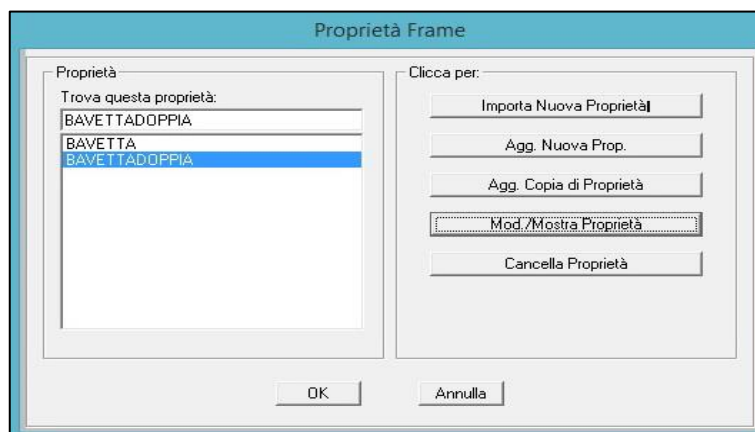 Proprietà Frame
Proprietà
Trova questa proprietà:
BAVETTADOPPIA
BAVETTA
BAVETTADOPPIA
Clicca per:
Importa Nuova Proprietà
Agg. Nuova Prop.
Agg. Copia di Proprietà
Mod./Mostra Proprietà
Cancella Proprietà
OK
Annulla